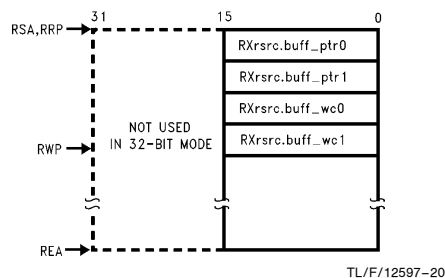 31 15 0
RSA,RRP
RXrsrc.buff_ptr0
RXrsrc.buff_ptr1
RXrsrc.buff_wc0
NOT USED
RXrsrc.buff_wc1
IN 32-BIT MODE
RWP
REA
TL/F/12597-20